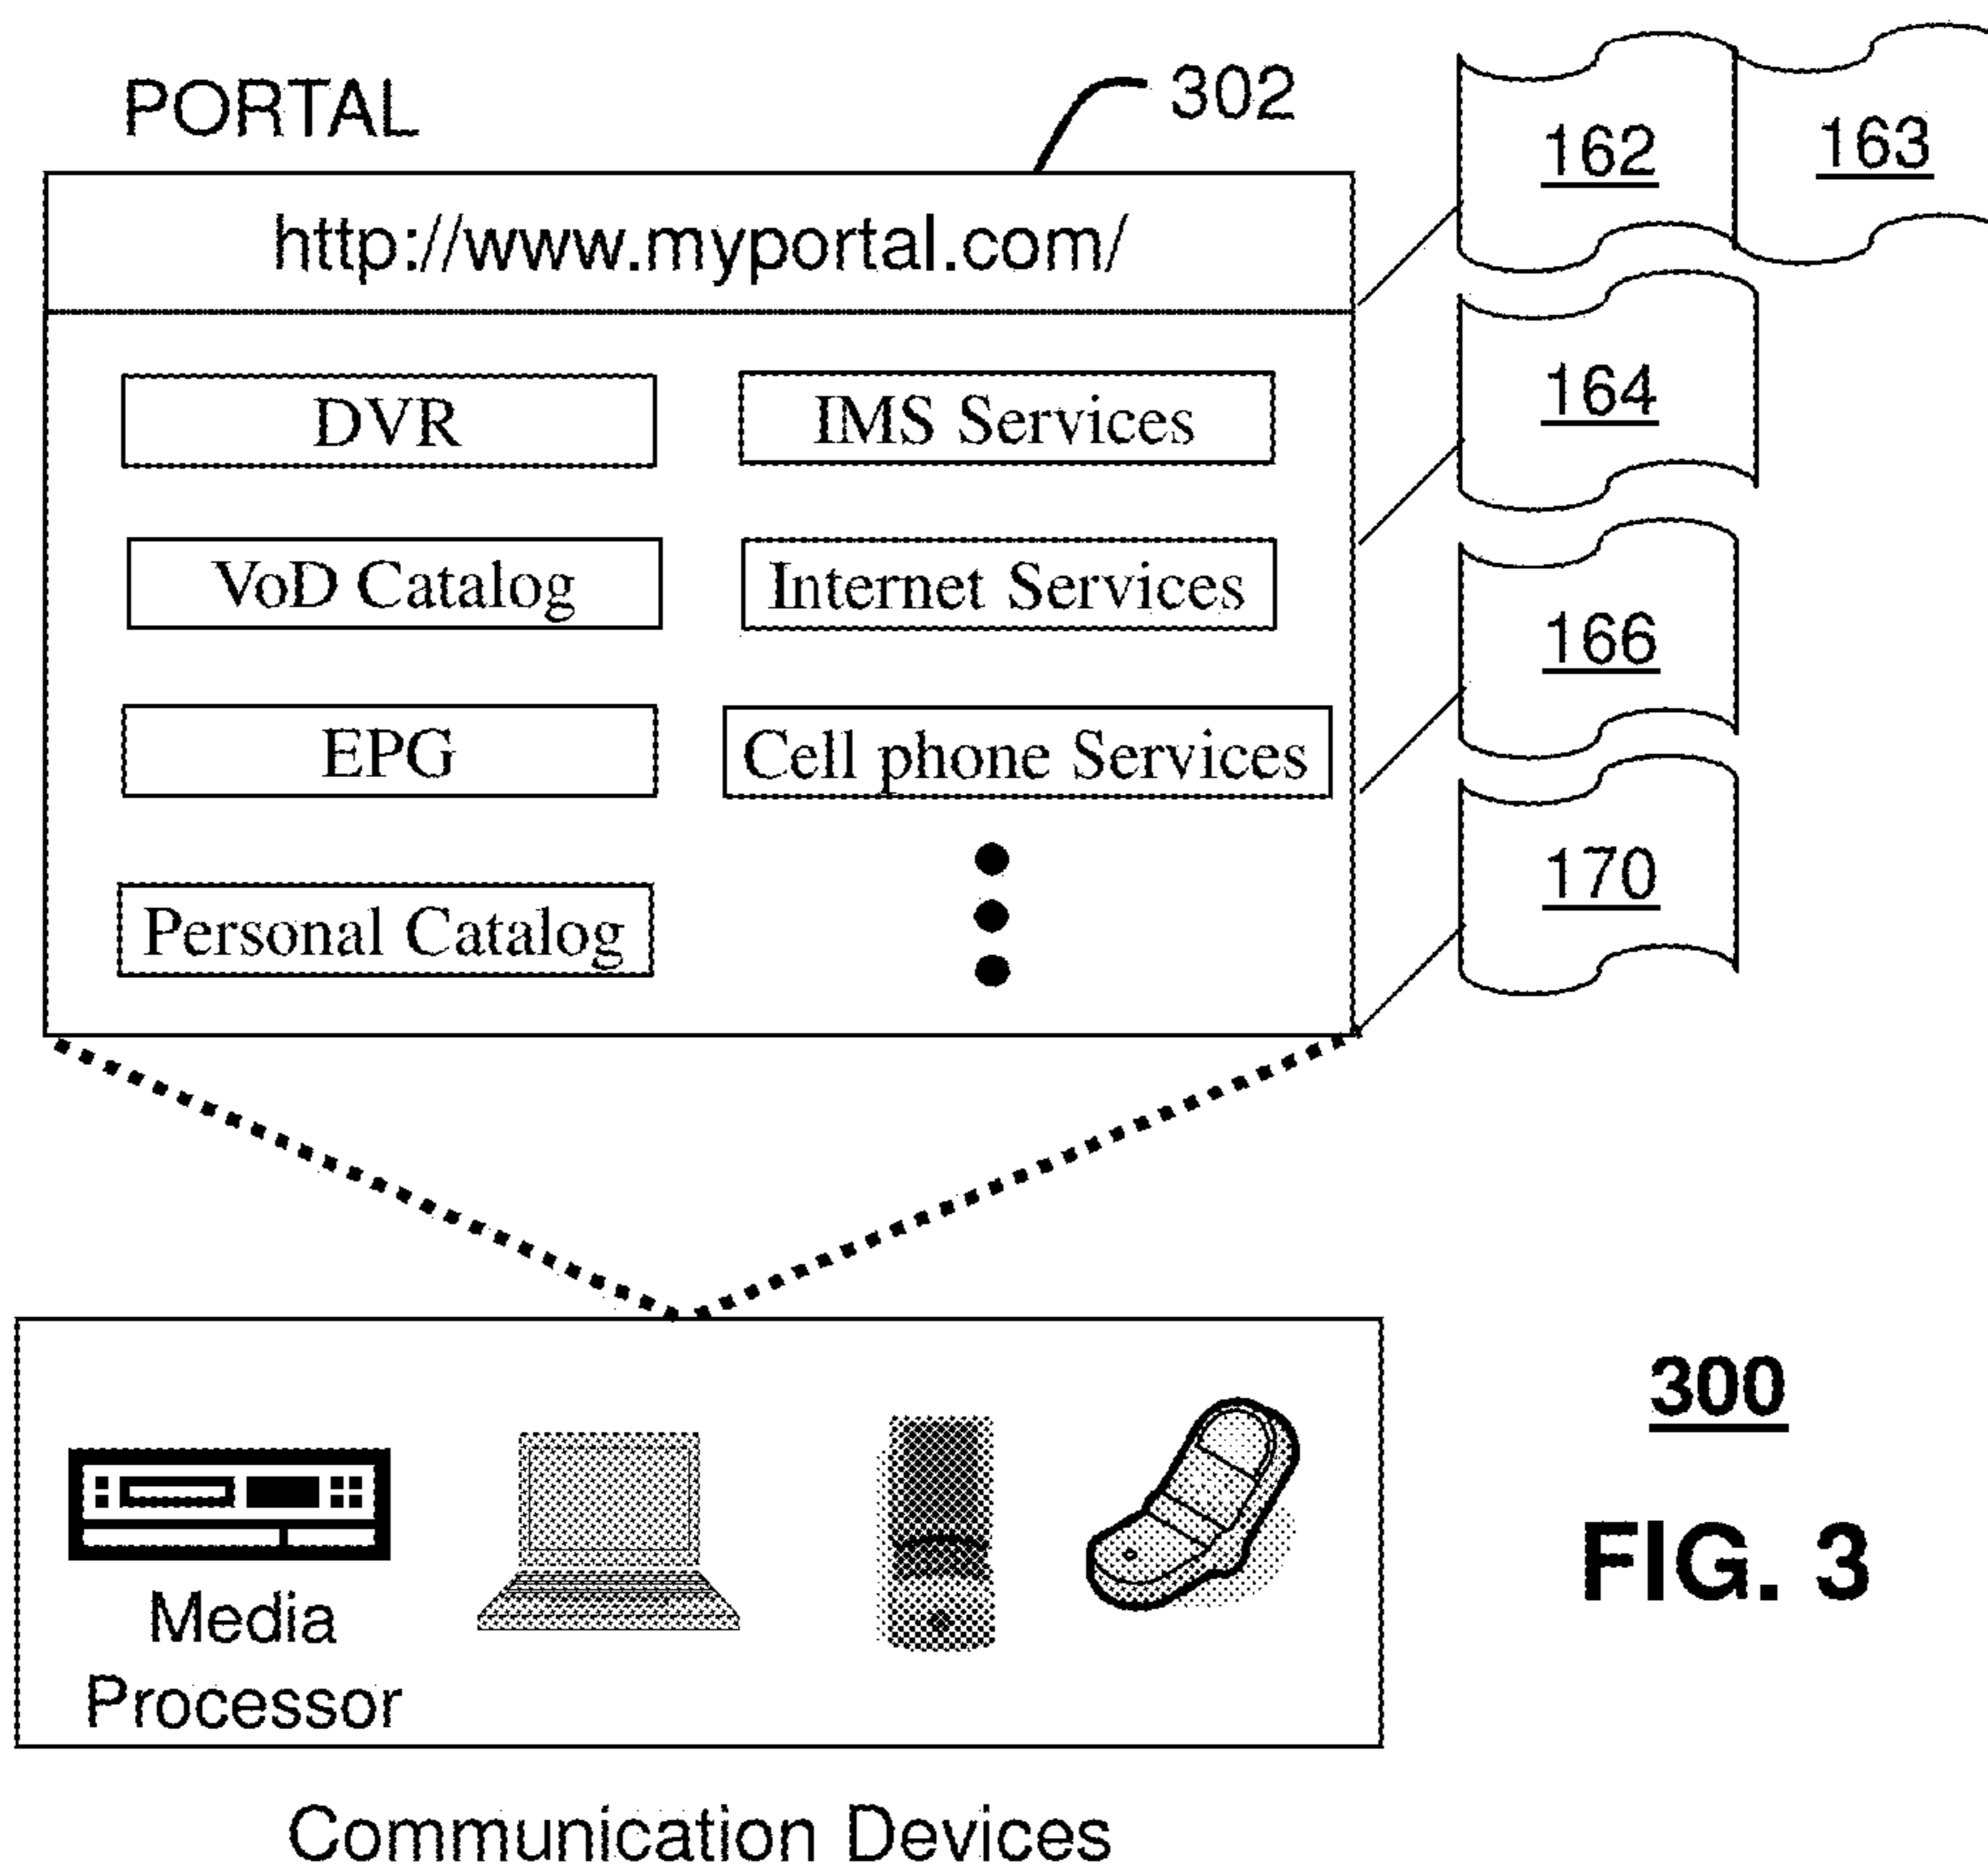 PORTAL
302
http://www.myportal.com/
162
163
DVR
IMS Services
164
VoD Catalog
Internet Services
166
EPG
Cell phone Services
170
Personal Catalog
Media
Processor
Communication Devices
300
FIG. 3